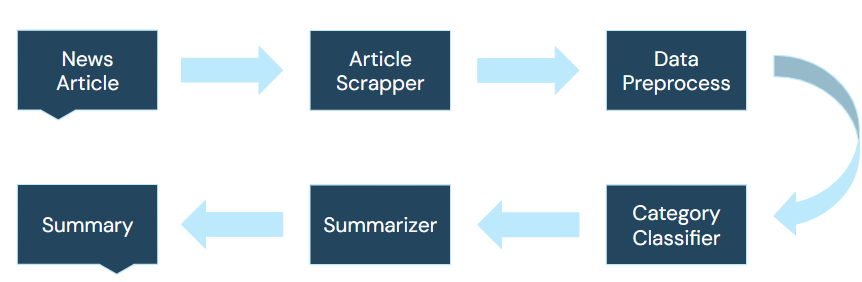 News
Article
Article
Scrapper
Data
Preprocess
Category
Classifier
Summarizer
Summary